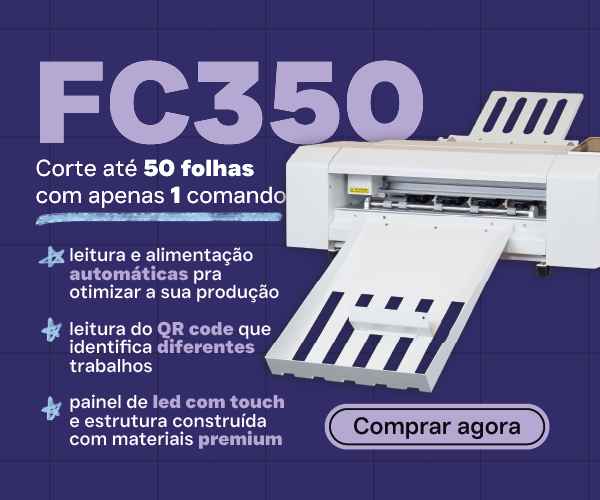 FC350
Corte até 50 folhas
com apenas 1 comando
leitura e alimentação
automáticas pra
otimizar a sua produção
leitura do QR code que
identifica diferentes
trabalhos
painel de led com touch
e estrutura construída
com materiais premium
Comprar agora